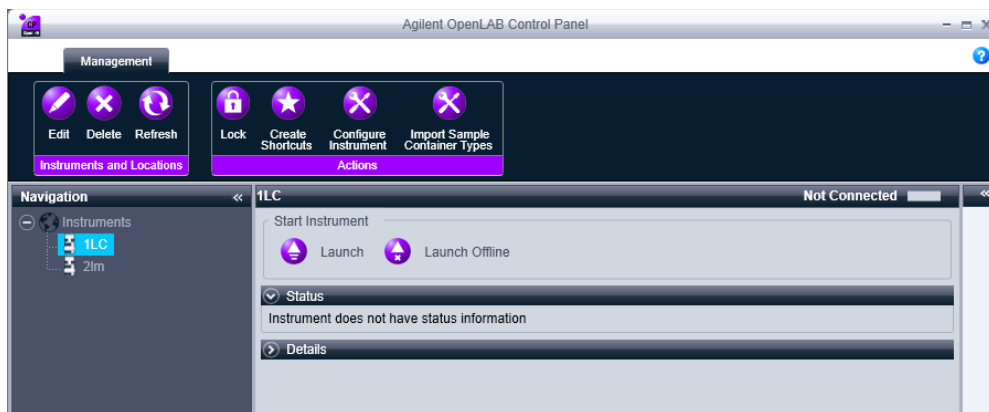 CP
Agilent OpenLAB Control Panel
Management
Edit Delete Refresh
Lock Create Shortcuts Configure Instrument Import Sample Container Types
Instruments and Locations
Actions
Navigation
Instruments
1LC
2lm
1LC Not Connected
Start Instrument
Launch Launch Offline
Status
Instrument does not have status information
Details